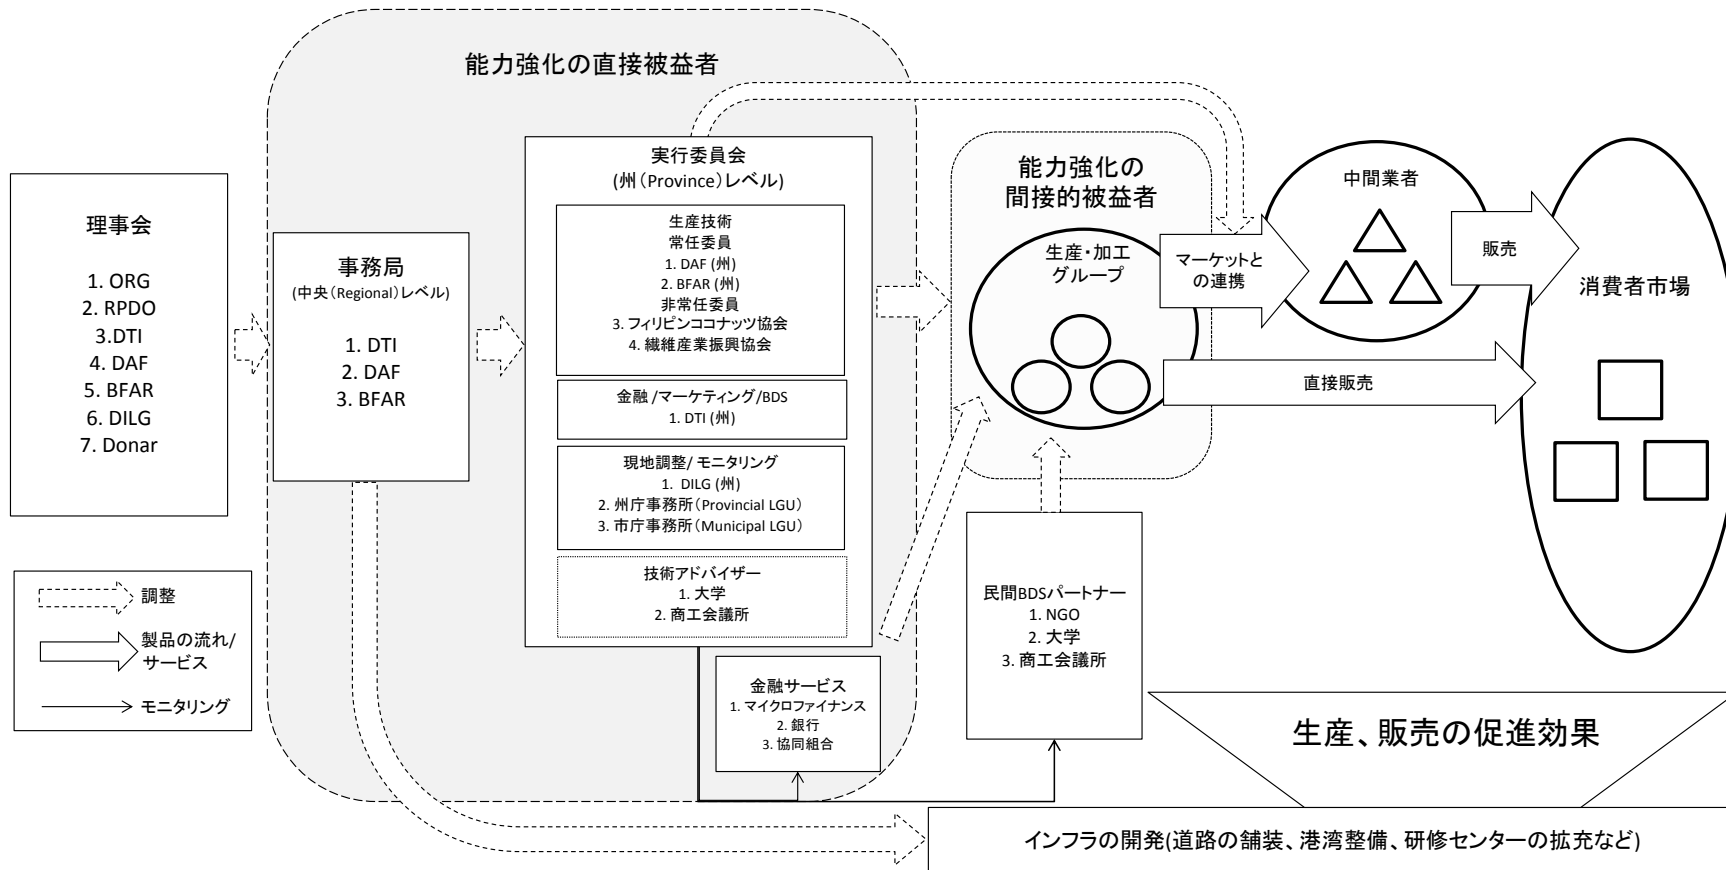 能力強化の直接被益者
理事会
1. ORG
2. RPDO
3.DTI
4. DAF
5. BFAR
6. DILG
7. Donar
事務局
(中央(Regional)レベル)
1. DTI
2. DAF
3. BFAR
実行委員会
(州(Province)レベル)
生産技術
常任委員
1. DAF (州)
2. BFAR (州)
非常任委員
3. フィリピンココナッツ協会
4. 繊維産業振興協会
金融 /マーケティング/BDS
1. DTI (州)
現地調整/ モニタリング
1. DILG (州)
2. 州庁事務所(Provincial LGU)
3. 市庁事務所(Municipal LGU)
技術アドバイザー
1. 大学
2. 商工会議所
金融サービス
1. マイクロファイナンス
2. 銀行
3. 協同組合
能力強化の
間接的被益者
生産・加工
グループ
マーケットと
の連携
中間業者
販売
直接販売
消費者市場
民間BDSパートナー
1. NGO
2. 大学
3. 商工会議所
調整
製品の流れ/
サービス
モニタリング
生産、販売の促進効果
インフラの開発(道路の舗装、港湾整備、研修センターの拡充など)